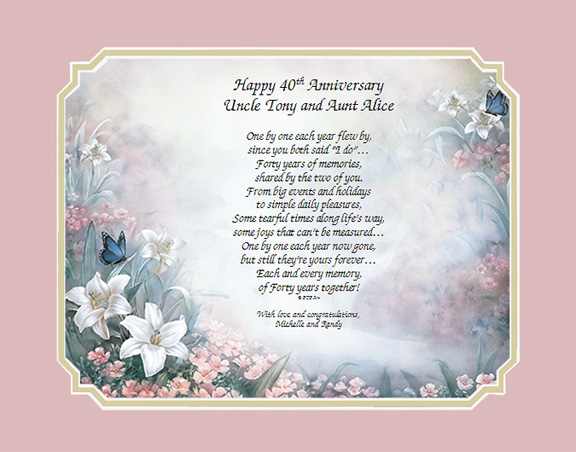 Happy 40th Anniversary
Uncle Tony and Aunt Alice
One by one each year flew by,
since you both said "I do"...
Forty years of memories,
shared by the two of you.
From big events and holidays
to simple daily pleasures,
Some tearful times along life's way,
some joys that can't be measured...
One by one each year now gone,
but still they're yours forever...
Each and every memory,
of Forty years together!
©
With love and congratulations,
Michelle and Randy